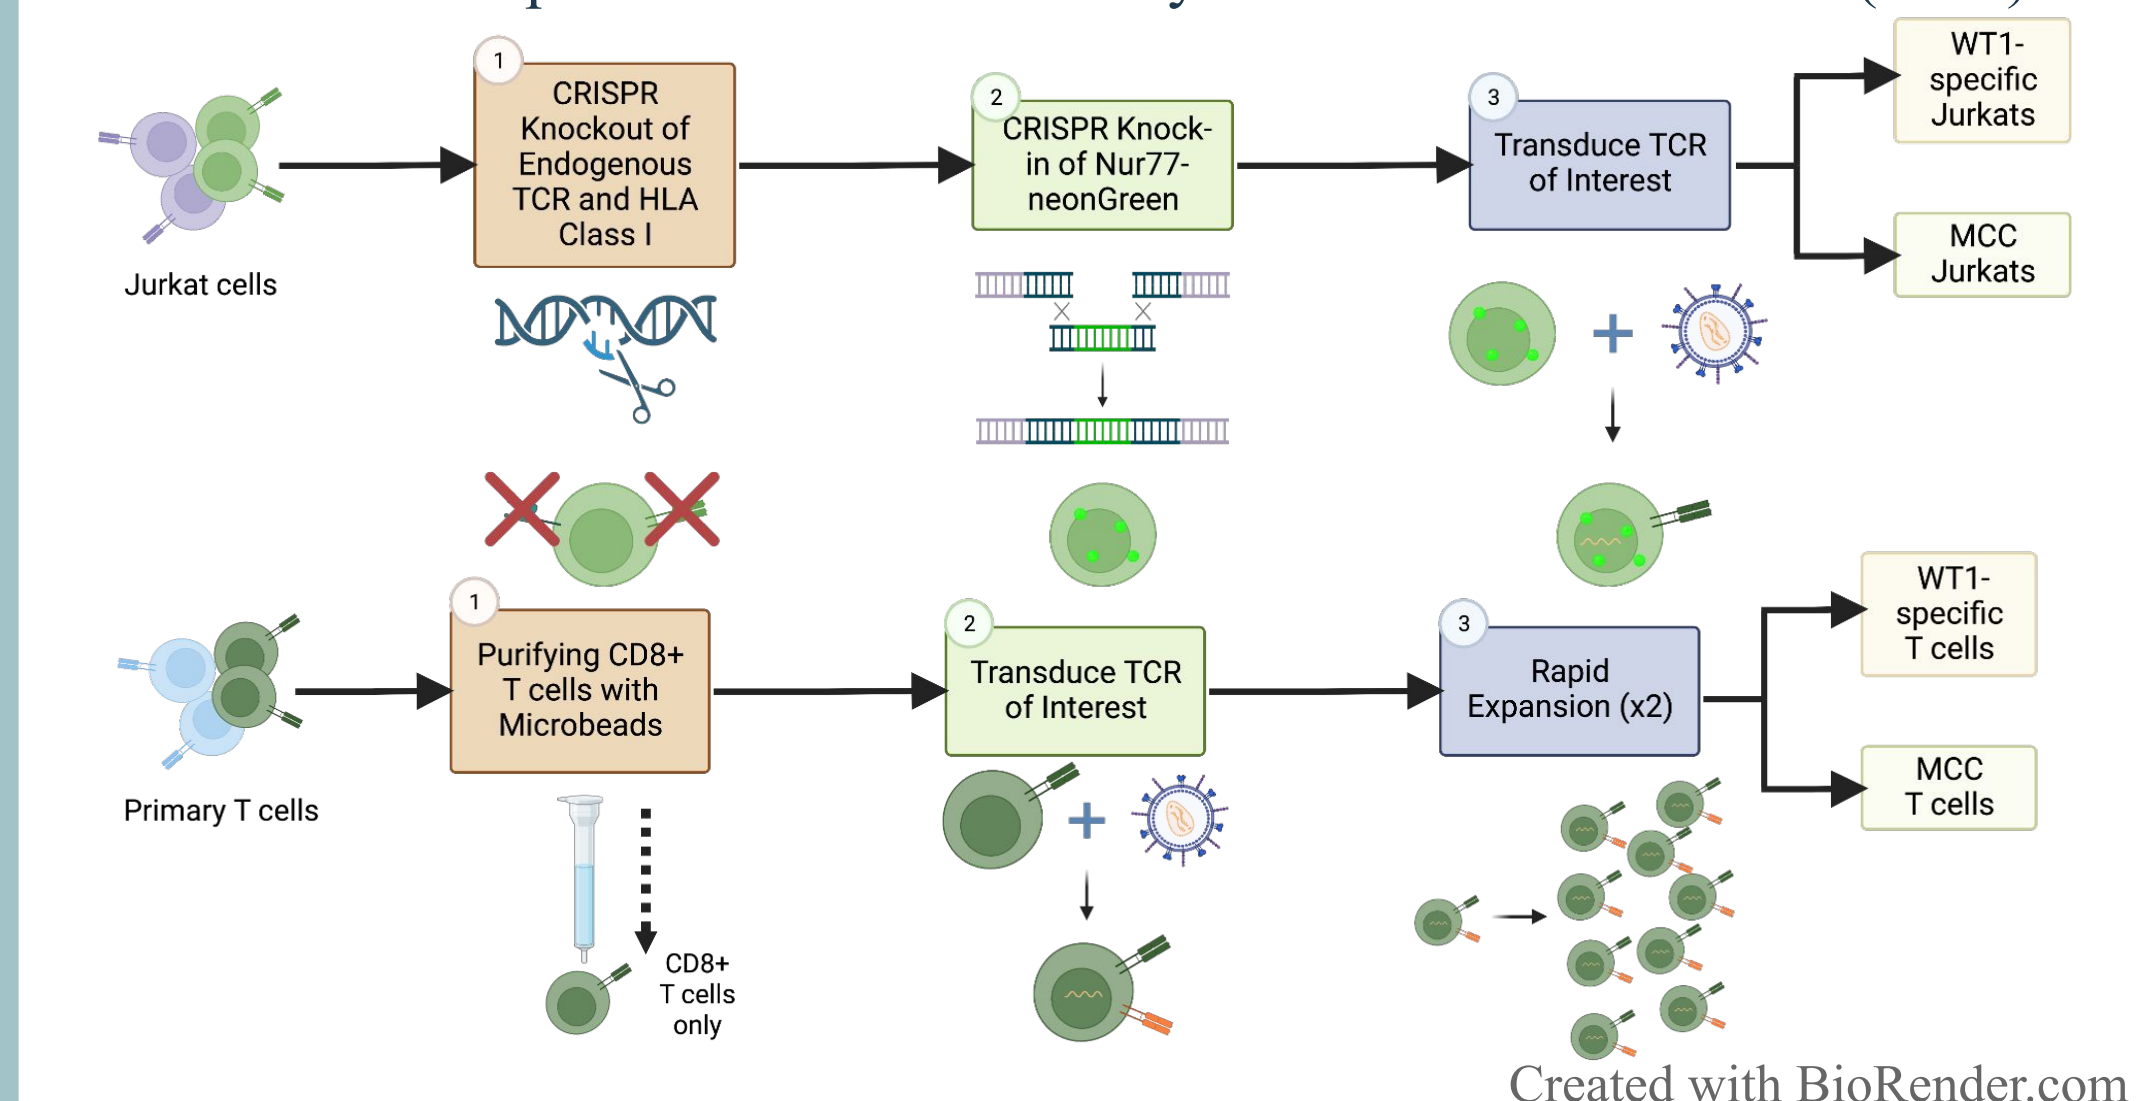 1
CRISPR
Knockout of
Endogenous
TCR and HLA
Class I
2
CRISPR Knock-
in of Nur77-
neonGreen
3
Transduce TCR
of Interest
WT1-
specific
Jurkats
MCC
Jurkats
Jurkat cells
1
Purifying CD8+
T cells with
Microbeads
2
Transduce TCR
of Interest
3
Rapid
Expansion (x2)
WT1-
specific
T cells
MCC
T cells
Primary T cells
CD8+
T cells
only
Created with BioRender.com